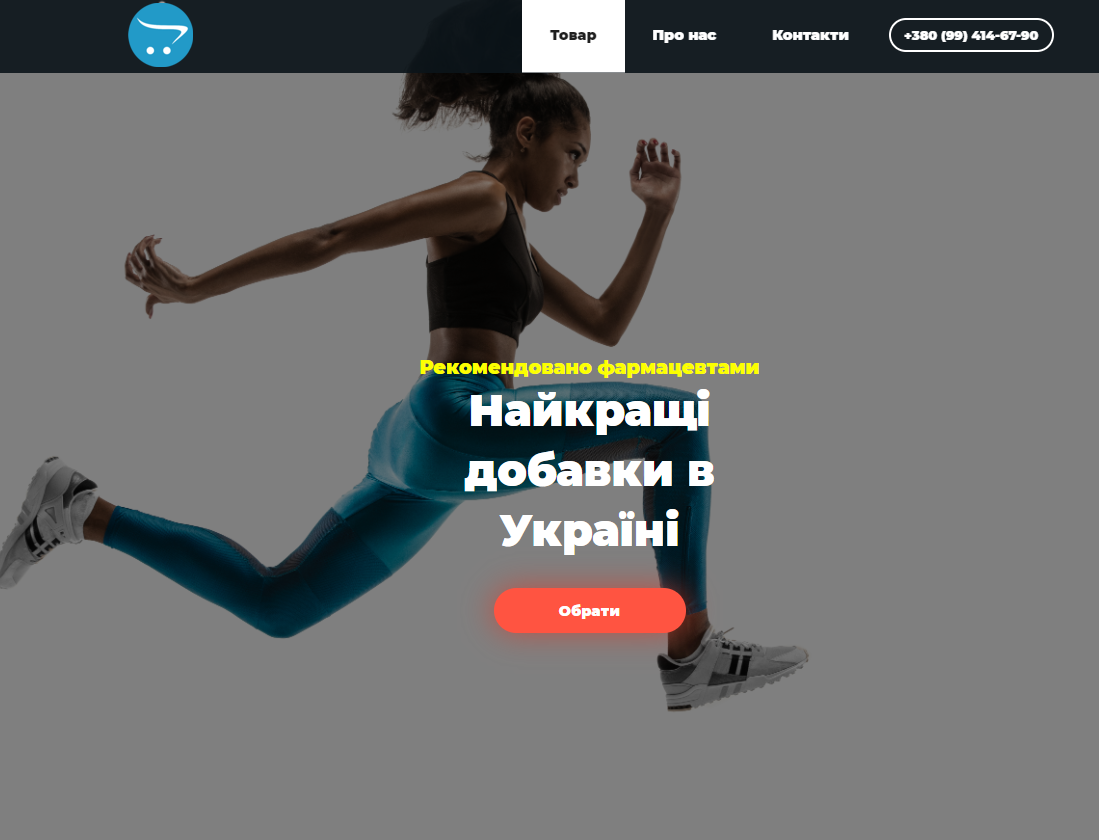 Товар
Про нас
Контакти
+380 (99) 414-67-90
Рекомендовано фармацевтами
Найкращі
добавки в
Україні
Обрати